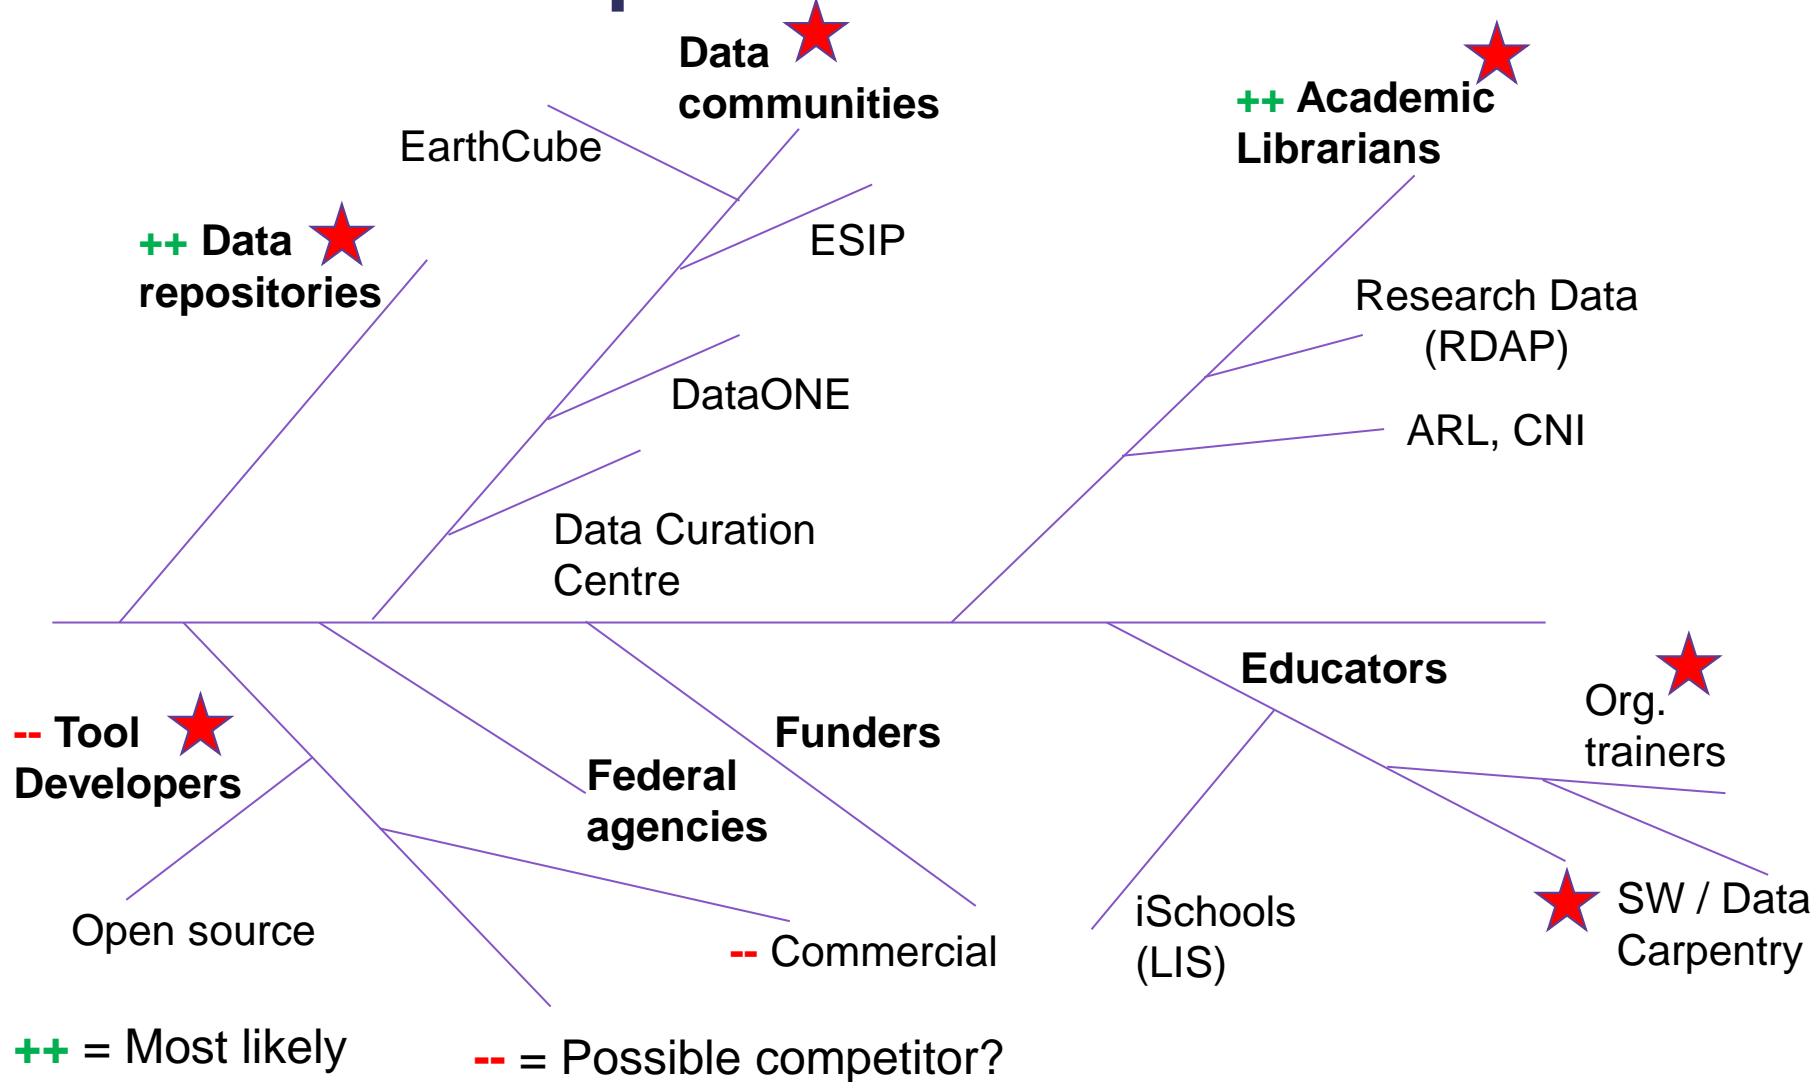 Data
communities
++ Academic
Librarians
EarthCube
++ Data
repositories
ESIP
Research Data
(RDAP)
DataONE
ARL, CNI
Data Curation
Centre
Educators
Org.
trainers
-- Tool
Developers
Funders
Federal
agencies
Open source
-- Commercial
iSchools
(LIS)
SW / Data
Carpentry
++ = Most likely
-- = Possible competitor?